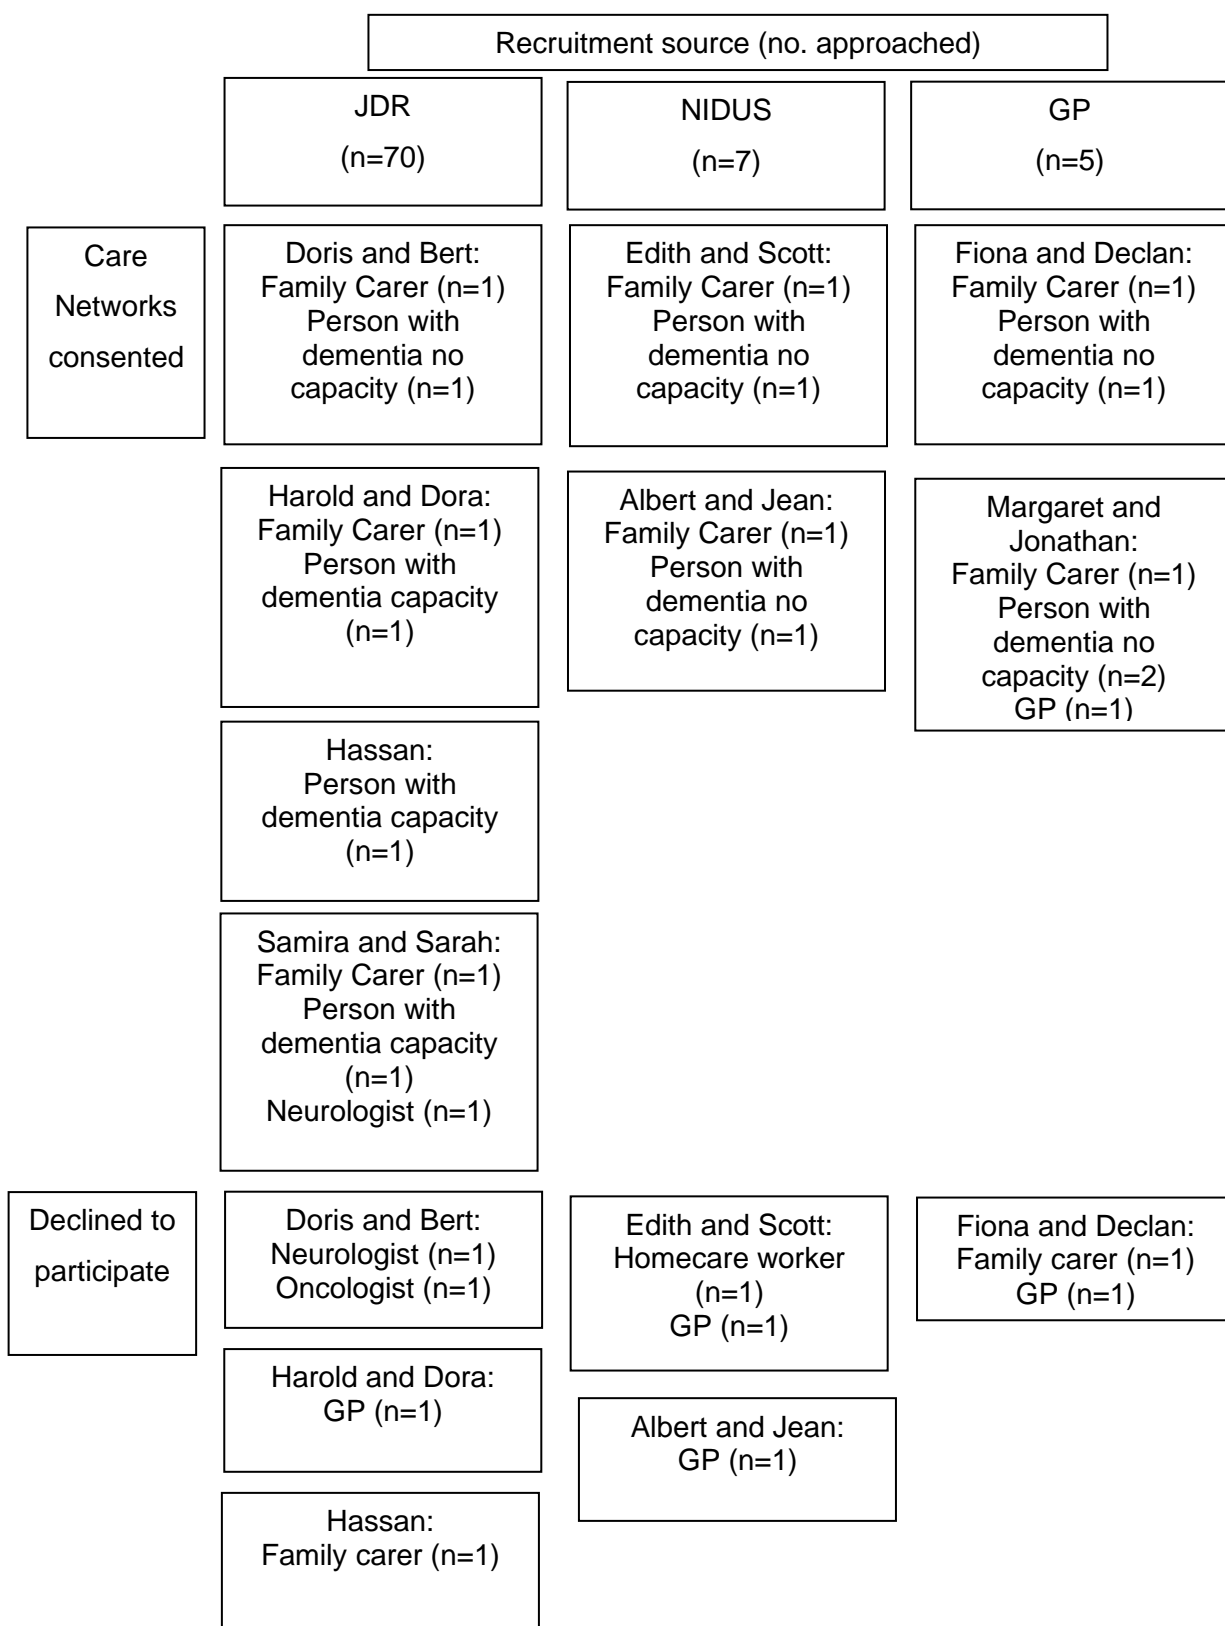 Recruitment source (no. approached)
JDR
(n=70)
NIDUS
(n=7)
GP
(n=5)
Care
Networks
consented
Doris and Bert:
Family Carer (n=1)
Person with
dementia no
capacity (n=1)
Edith and Scott:
Family Carer (n=1)
Person with
dementia no
capacity (n=1)
Fiona and Declan:
Family Carer (n=1)
Person with
dementia no
capacity (n=1)
Harold and Dora:
Family Carer (n=1)
Person with
dementia capacity
(n=1)
Albert and Jean:
Family Carer (n=1)
Person with
dementia no
capacity (n=1)
Margaret and
Jonathan:
Family Carer (n=1)
Person with
dementia no
capacity (n=2)
GP (n=1)
Hassan:
Person with
dementia capacity
(n=1)
Samira and Sarah:
Family Carer (n=1)
Person with
dementia capacity
(n=1)
Neurologist (n=1)
Declined to
participate
Doris and Bert:
Neurologist (n=1)
Oncologist (n=1)
Edith and Scott:
Homecare worker
(n=1)
GP (n=1)
Fiona and Declan:
Family carer (n=1)
GP (n=1)
Harold and Dora:
GP (n=1)
Albert and Jean:
GP (n=1)
Hassan:
Family carer (n=1)